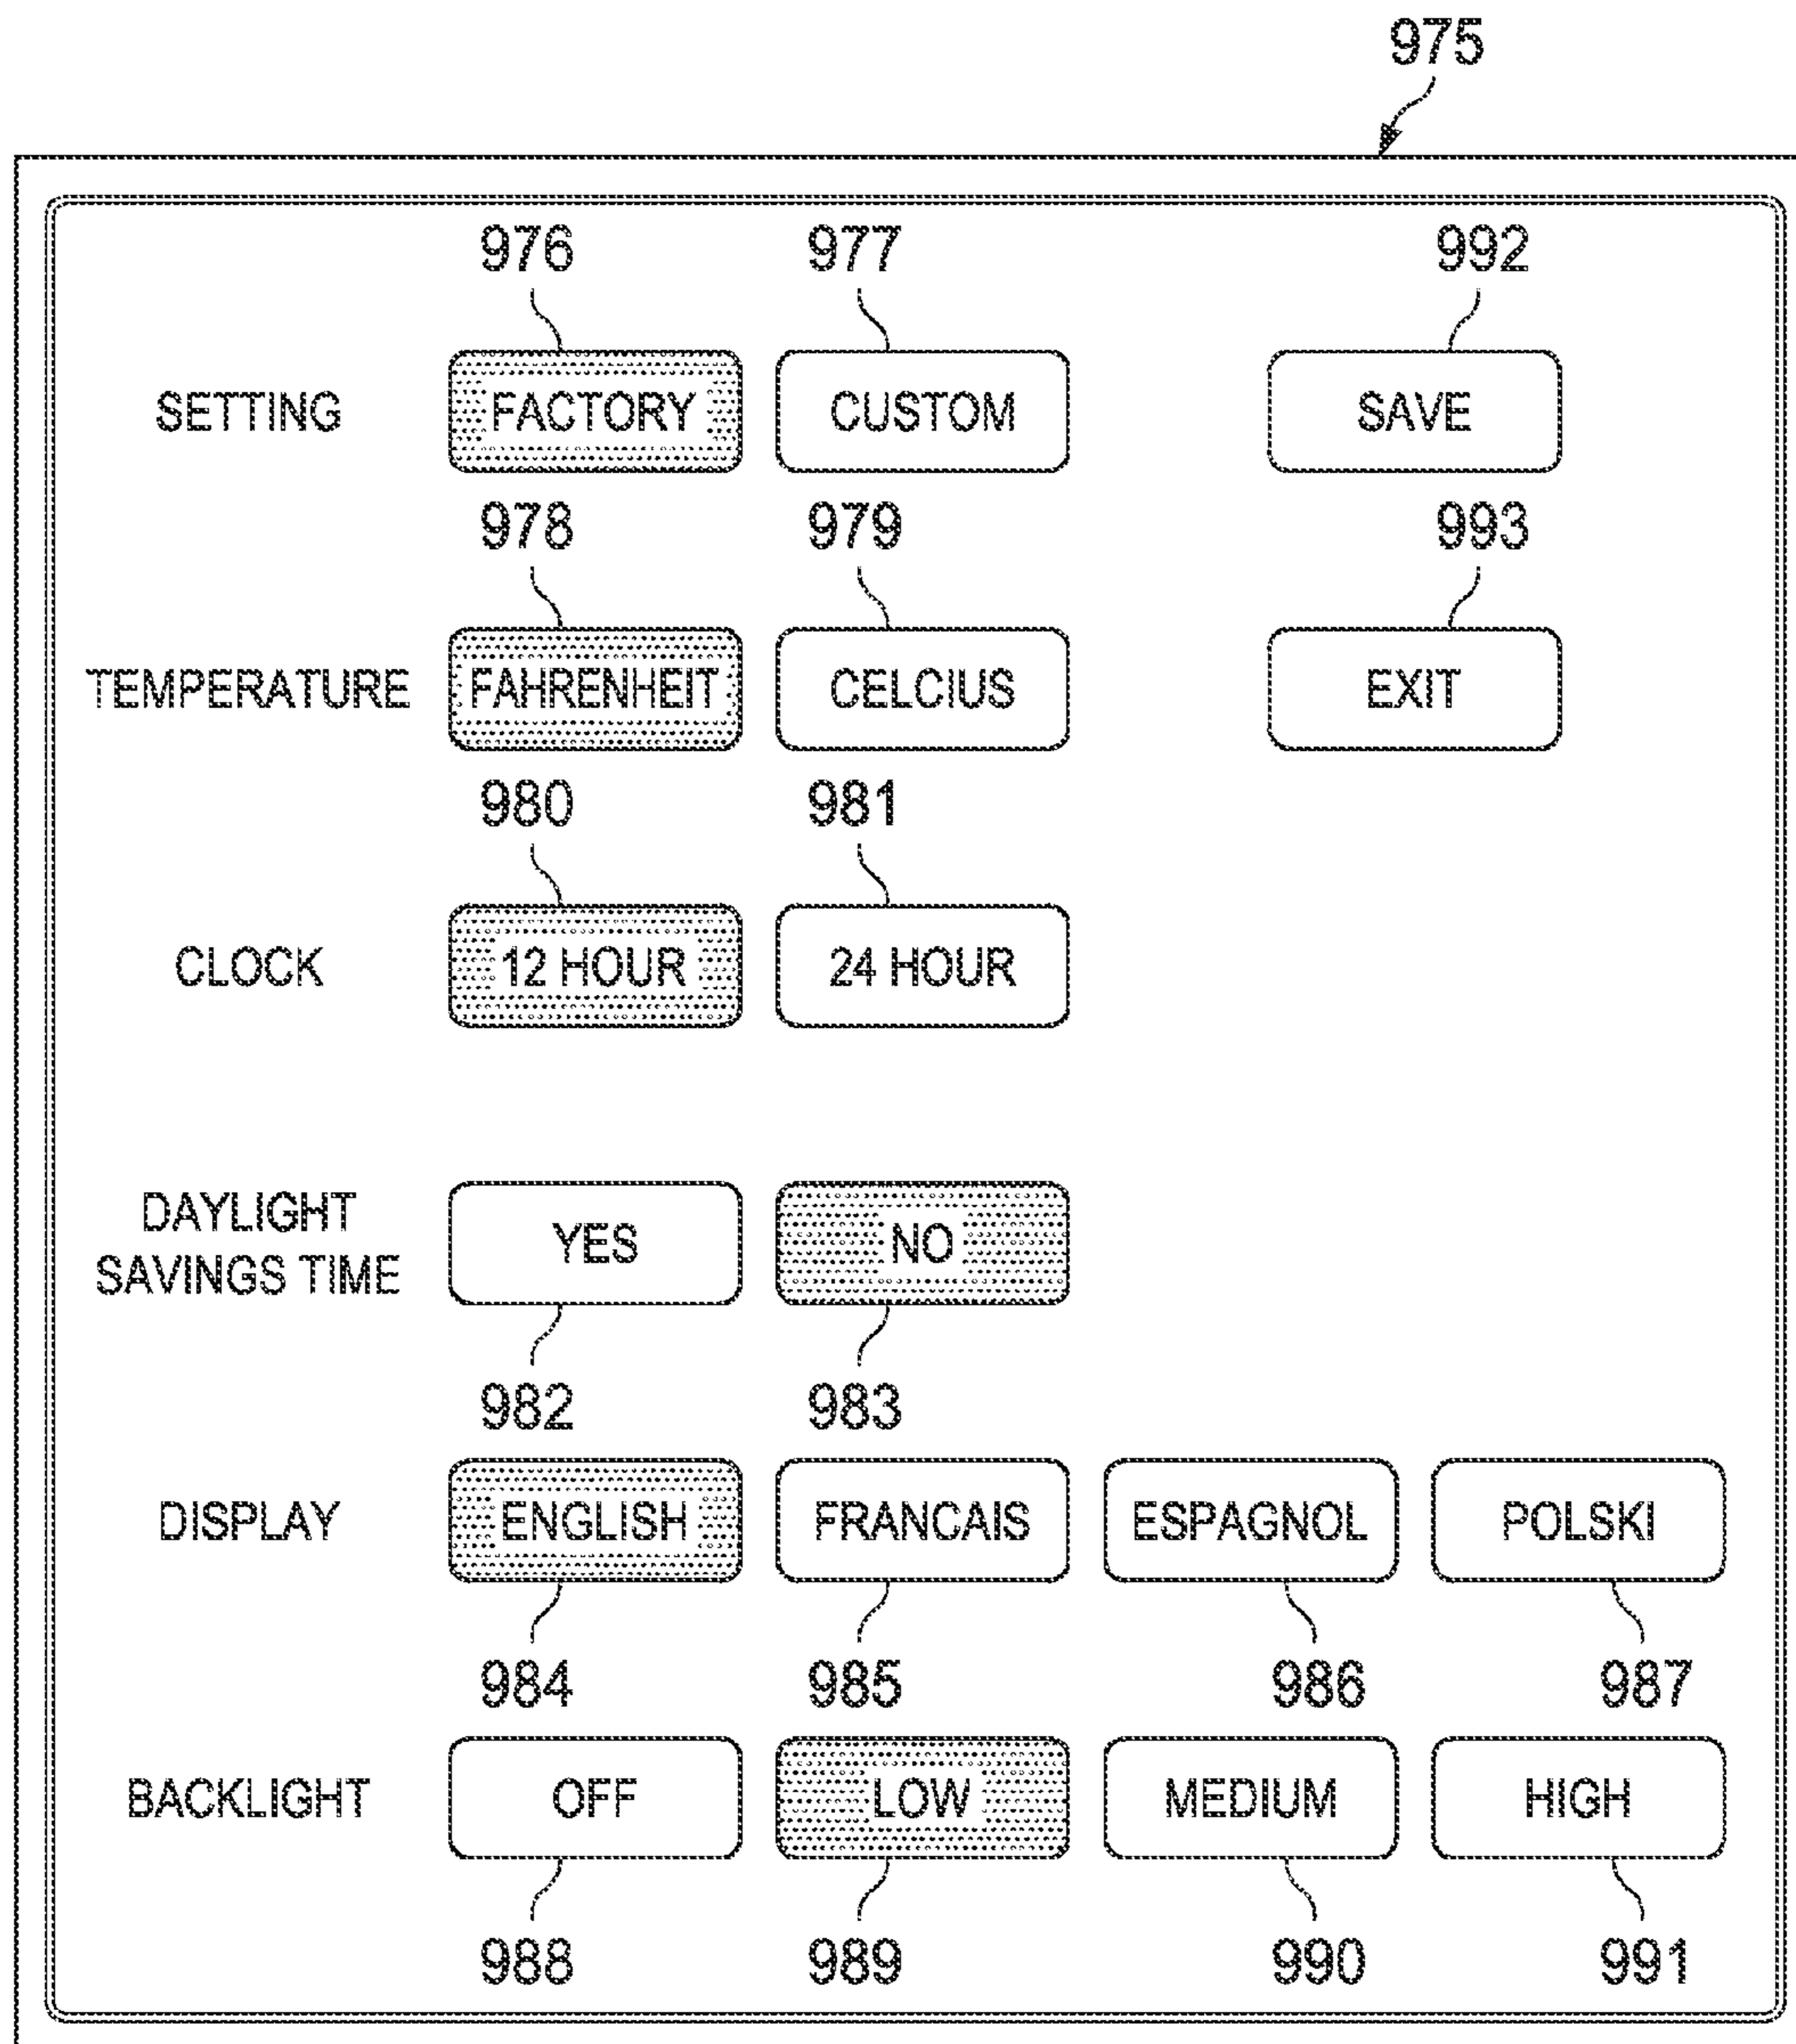 975
976 977 992
SETTING FACTORY CUSTOM SAVE
978 979 993
TEMPERATURE FAHRENHEIT CELCIUS EXIT
980 981
CLOCK 12 HOUR 24 HOUR
DAYLIGHT
SAVINGS TIME YES NO
982 983
DISPLAY ENGLISH FRANCAIS ESPAGNOL POLSKI
984 985 986 987
BACKLIGHT OFF LOW MEDIUM HIGH
988 989 990 991